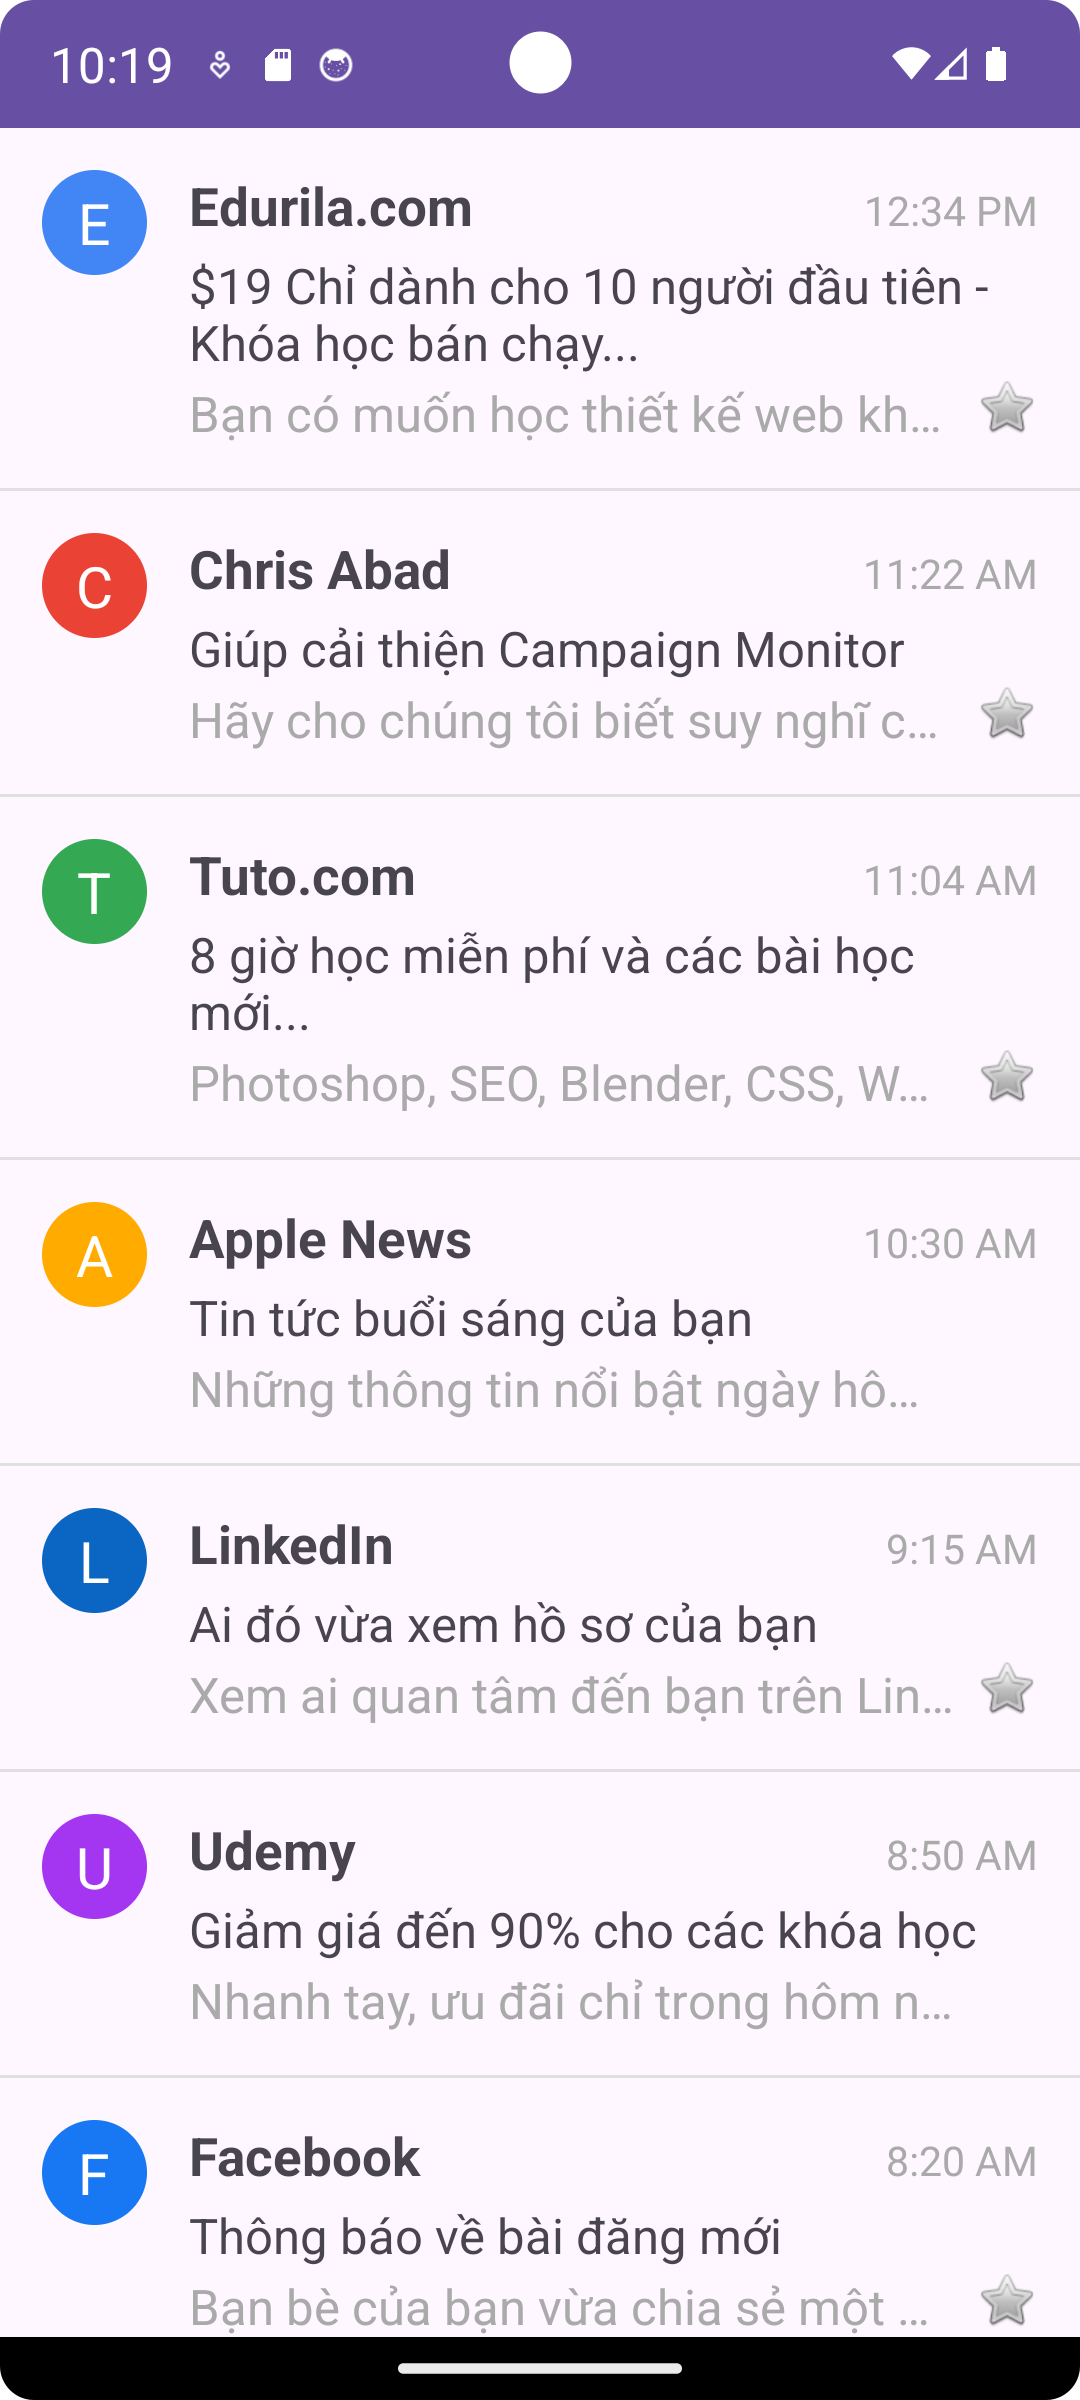 10:19
E
Edurila.com
12:34 PM
$19 Chỉ dành cho 10 người đầu tiên -
Khóa học bán chạy...
Bạn có muốn học thiết kế web kh...
C
Chris Abad
11:22 AM
Giúp cải thiện Campaign Monitor
Hãy cho chúng tôi biết suy nghĩ c...
T
Tuto.com
11:04 AM
8 giờ học miễn phí và các bài học
mới...
Photoshop, SEO, Blender, CSS, W...
A
Apple News
10:30 AM
Tin tức buổi sáng của bạn
Những thông tin nổi bật ngày hô...
L
LinkedIn
9:15 AM
Ai đó vừa xem hồ sơ của bạn
Xem ai quan tâm đến bạn trên Lin...
U
Udemy
8:50 AM
Giảm giá đến 90% cho các khóa học
Nhanh tay, ưu đãi chỉ trong hôm n...
F
Facebook
8:20 AM
Thông báo về bài đăng mới
Bạn bè của bạn vừa chia sẻ một ...